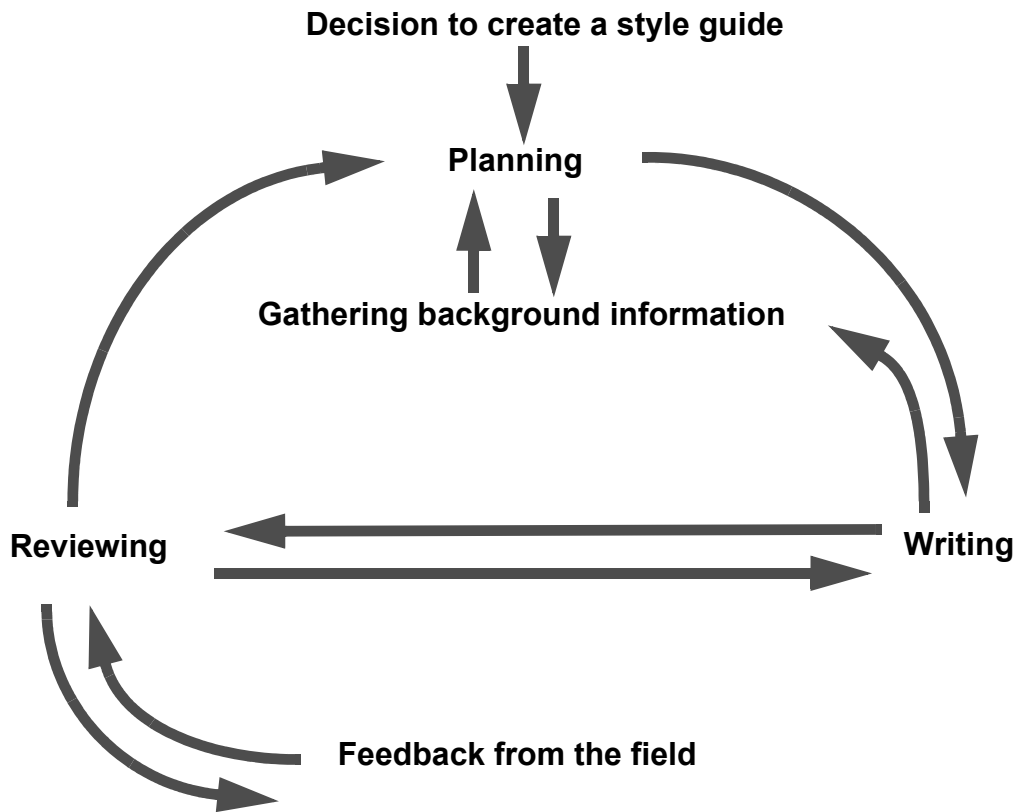 Decision to create a style guide
Planning
Gathering background information
Reviewing
Writing
Feedback from the field